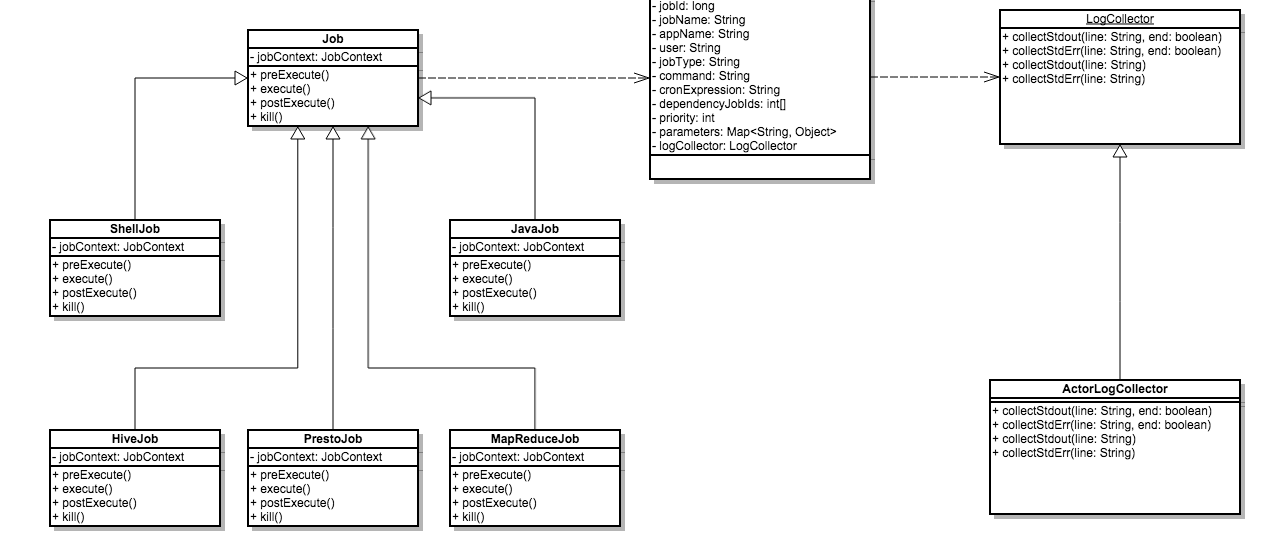 Job
- jobContext: JobContext
+ preExecute()
+ execute()
+ postExecute()
+ kill()
- jobId: long
- jobName: String
- appName: String
- user: String
- jobType: String
- command: String
- cronExpression: String
- dependencyJobIds: int[]
- priority: int
- parameters: Map<String, Object>
- logCollector: LogCollector
LogCollector
+ collectStdout(line: String, end: boolean)
+ collectStdErr(line: String, end: boolean)
+ collectStdout(line: String)
+ collectStdErr(line: String)
ShellJob
- jobContext: JobContext
+ preExecute()
+ execute()
+ postExecute()
+ kill()
JavaJob
- jobContext: JobContext
+ preExecute()
+ execute()
+ postExecute()
+ kill()
HiveJob
- jobContext: JobContext
+ preExecute()
+ execute()
+ postExecute()
+ kill()
PrestoJob
- jobContext: JobContext
+ preExecute()
+ execute()
+ postExecute()
+ kill()
MapReduceJob
- jobContext: JobContext
+ preExecute()
+ execute()
+ postExecute()
+ kill()
ActorLogCollector
+ collectStdout(line: String, end: boolean)
+ collectStdErr(line: String, end: boolean)
+ collectStdout(line: String)
+ collectStdErr(line: String)